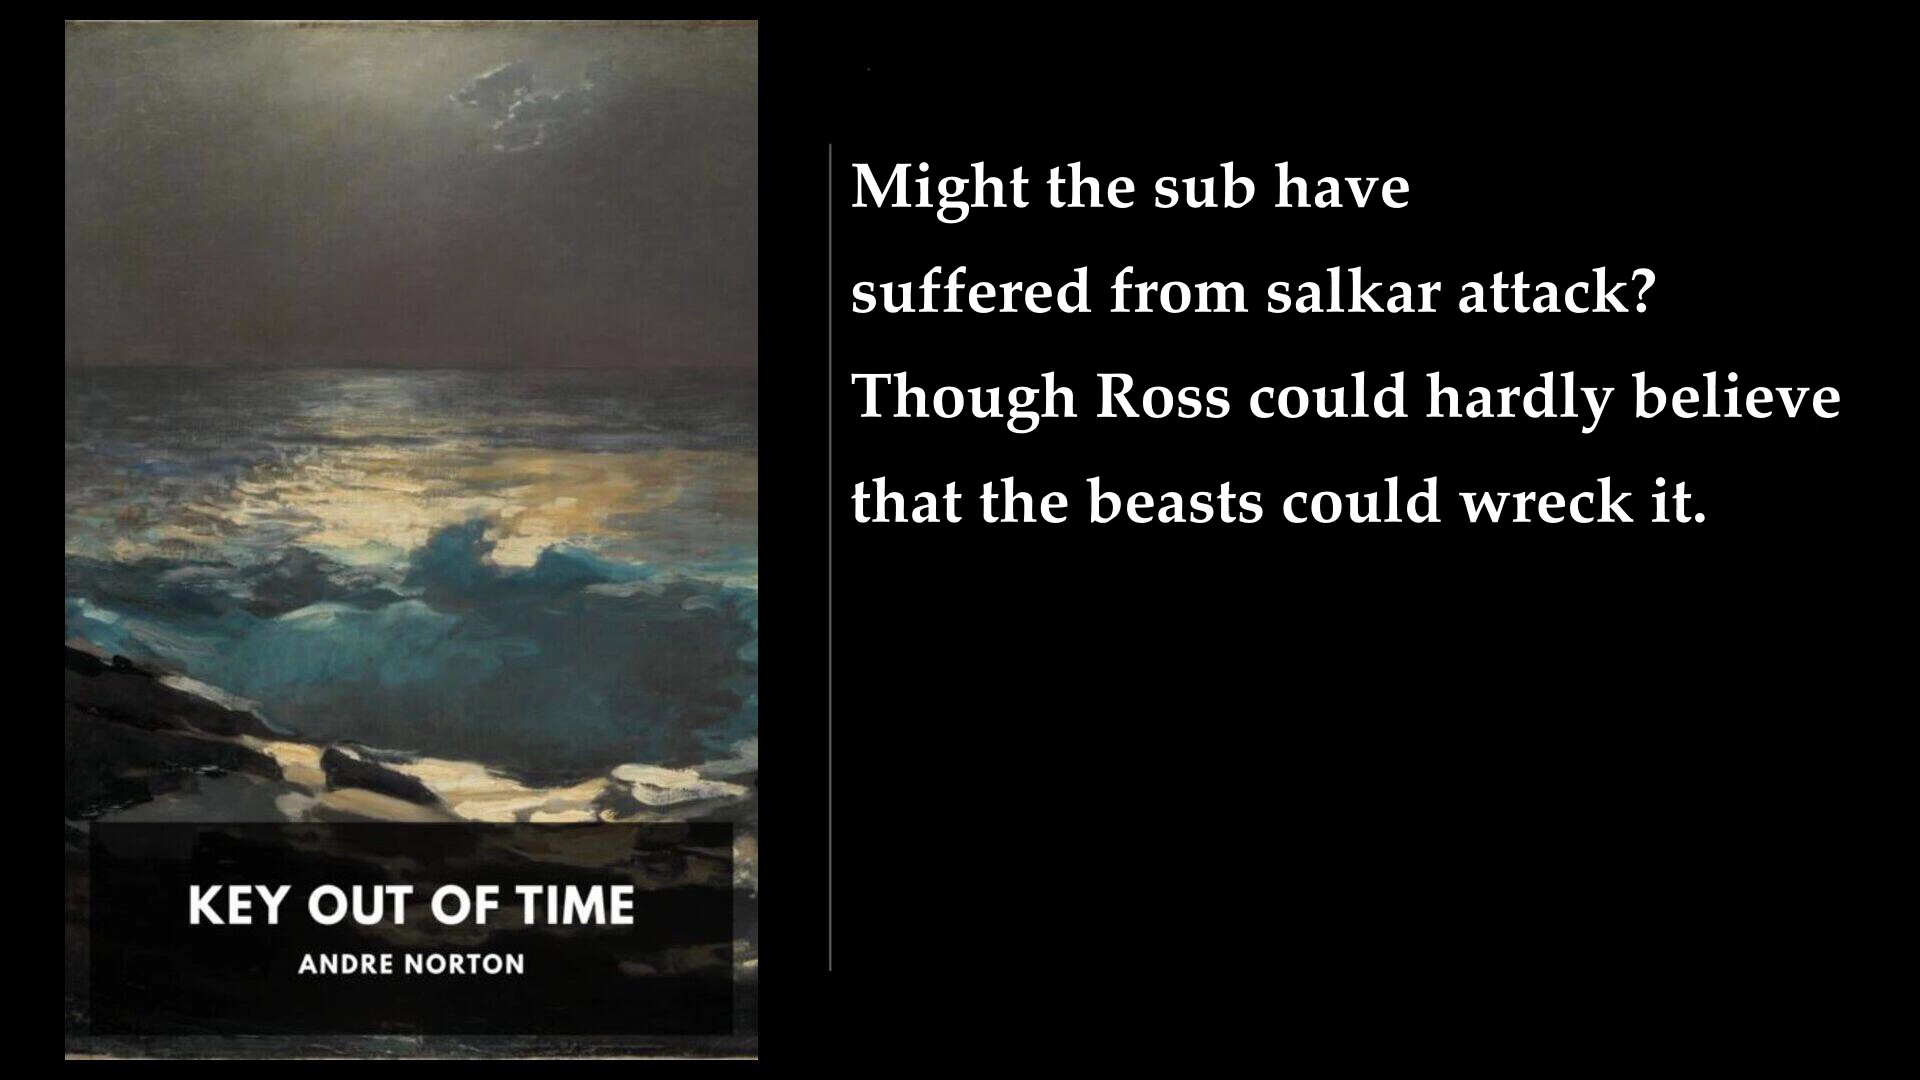 Might the sub have
suffered from salkar attack?
Though Ross could hardly believe
that the beasts could wreck it.
KEY OUT OF TIME
ANDRE NORTON